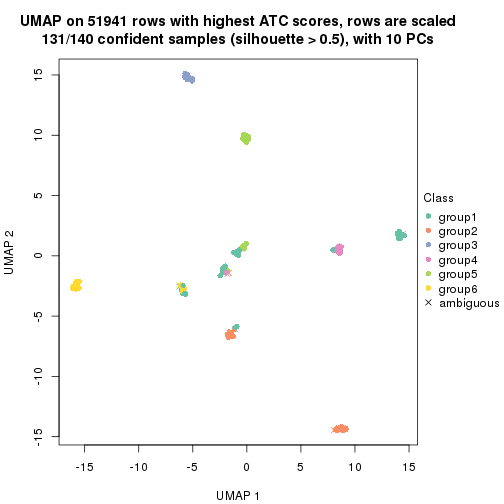 UMAP on 51941 rows with highest ATC scores, rows are scaled
131/140 confident samples (silhouette > 0.5), with 10 PCs
15
10
5
0
-5
-10
-15
UMAP 2
-15
-10
-5
0
5
10
15
UMAP 1
Class
group1
group2
group3
group4
group5
group6
ambiguous